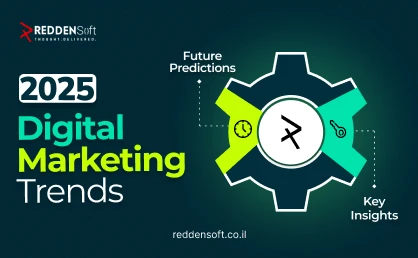 REDDENSoft
THOUGHT.DELIVERED.
2025
Digital
Marketing
Trends
Future
Predictions
Key
Insights
reddensoft.co.il